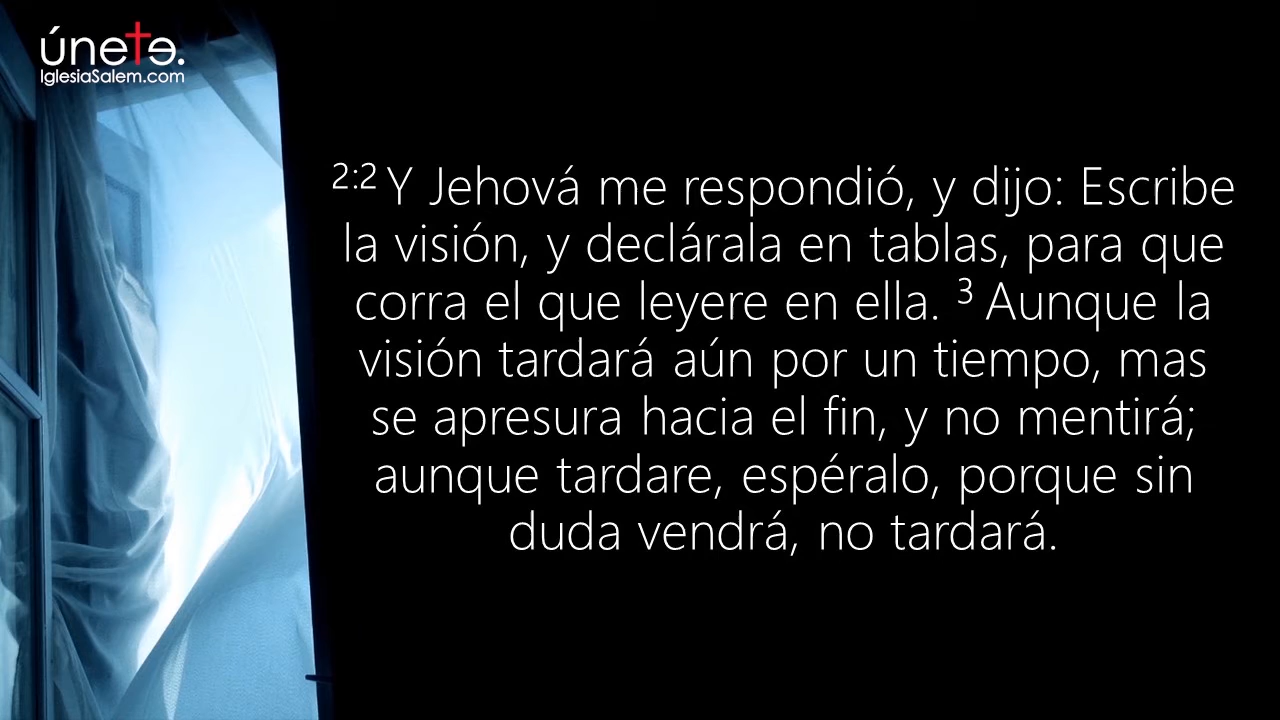 únete.
IglesiaSalem.com
2:2 Y Jehová me respondió, y dijo: Escribe
la visión, y declárala en tablas, para que
corra el que leyere en ella. 3 Aunque la
visión tardará aún por un tiempo, mas
se apresura hacia el fin, y no mentirá;
aunque tardare, espéralo, porque sin
duda vendrá, no tardará.